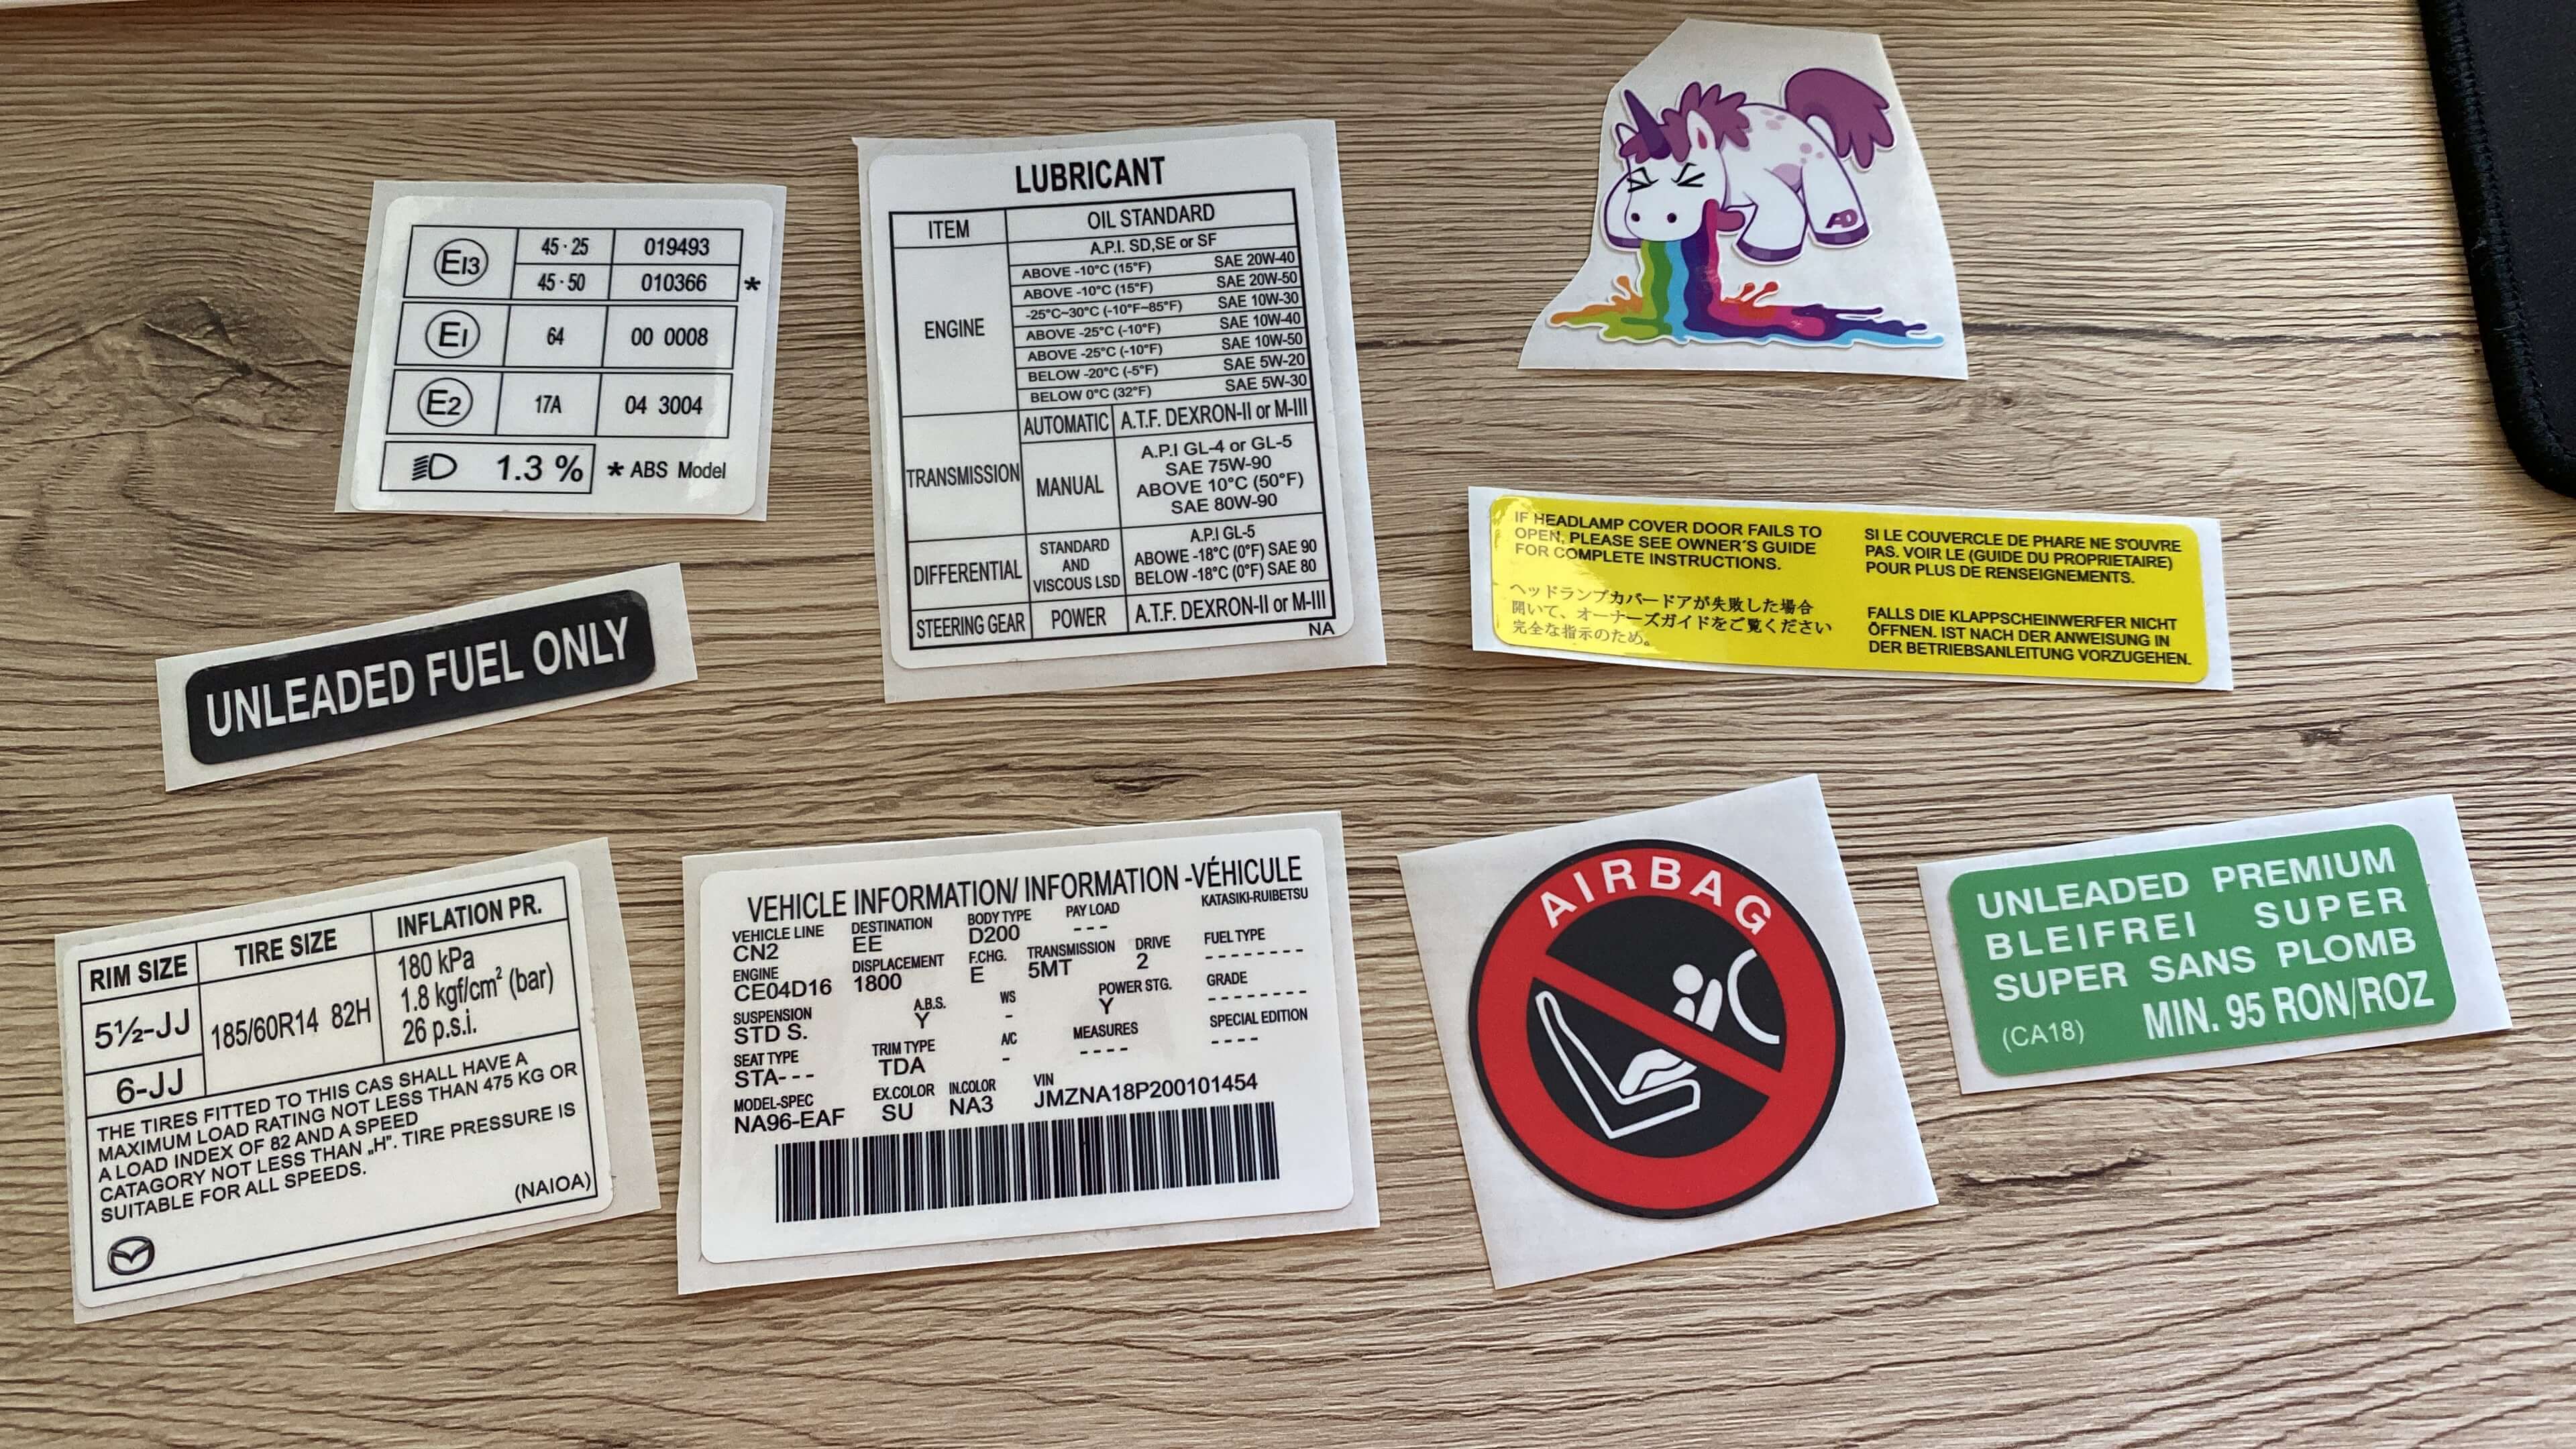 E13 45·25 019493
45·50 010366 *
E1 64 00 0008
E2 17A 04 3004
1.3 % * ABS Model
LUBRICANT
ITEM OIL STANDARD
ENGINE
A.P.I. SD,SE or SF
ABOVE -10°C (15°F) SAE 20W-40
ABOVE -10°C (15°F) SAE 20W-50
-25°C~30°C (-10°F~85°F) SAE 10W-30
ABOVE -25°C (-10°F) SAE 10W-40
ABOVE -25°C (-10°F) SAE 10W-50
BELOW -20°C (-5°F) SAE 5W-20
BELOW 0°C (32°F) SAE 5W-30
TRANSMISSION
AUTOMATIC A.T.F. DEXRON-II or M-III
MANUAL
A.P.I GL-4 or GL-5
SAE 75W-90
ABOVE 10°C (50°F)
SAE 80W-90
DIFFERENTIAL
STANDARD
AND
VISCOUS LSD
A.P.I GL-5
ABOWE -18°C (0°F) SAE 90
BELOW -18°C (0°F) SAE 80
STEERING GEAR POWER A.T.F. DEXRON-II or M-III
NA
IF HEADLAMP COVER DOOR FAILS TO
OPEN, PLEASE SEE OWNER´S GUIDE
FOR COMPLETE INSTRUCTIONS.
ヘッドランプカバードアが失敗した場合
開いて、オーナーズガイドをご覧ください
完全な指示のため。
SI LE COUVERCLE DE PHARE NE S'OUVRE
PAS. VOIR LE (GUIDE DU PROPRIETAIRE)
POUR PLUS DE RENSEIGNEMENTS.
FALLS DIE KLAPPSCHEINWERFER NICHT
ÖFFNEN. IST NACH DER ANWEISUNG IN
DER BETRIEBSANLEITUNG VORZUGEHEN.
UNLEADED FUEL ONLY
RIM SIZE TIRE SIZE INFLATION PR.
5½-JJ
6-JJ
185/60R14 82H
180 kPa
1.8 kgf/cm² (bar)
26 p.s.i.
THE TIRES FITTED TO THIS CAS SHALL HAVE A
MAXIMUM LOAD RATING NOT LESS THAN 475 KG OR
A LOAD INDEX OF 82 AND A SPEED
CATAGORY NOT LESS THAN „H". TIRE PRESSURE IS
SUITABLE FOR ALL SPEEDS.
(NAIOA)
VEHICLE INFORMATION/ INFORMATION -VÉHICULE
KATASIKI-RUIBETSU
VEHICLE LINE DESTINATION BODY TYPE PAY LOAD
CN2 EE D200 - - -
ENGINE DISPLACEMENT F.CHG. TRANSMISSION DRIVE FUEL TYPE
CE04D16 1800 E 5MT 2 - - - - - - - -
SUSPENSION A.B.S. WS POWER STG. GRADE
STD S. Y - Y - - - - - - - -
SEAT TYPE TRIM TYPE A/C MEASURES SPECIAL EDITION
STA- - - TDA - - - - - - - - -
MODEL-SPEC EX.COLOR IN.COLOR VIN
NA96-EAF SU NA3 JMZNA18P200101454
AIRBAG
UNLEADED PREMIUM
BLEIFREI SUPER
SUPER SANS PLOMB
(CA18) MIN. 95 RON/ROZ